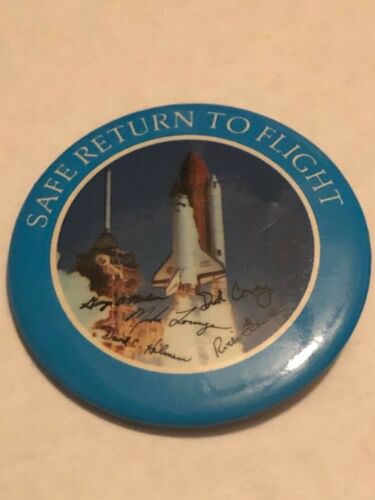 SAFE RETURN TO FLIGHT
Dick Covey
Mike Lounge
David C. Hilmers